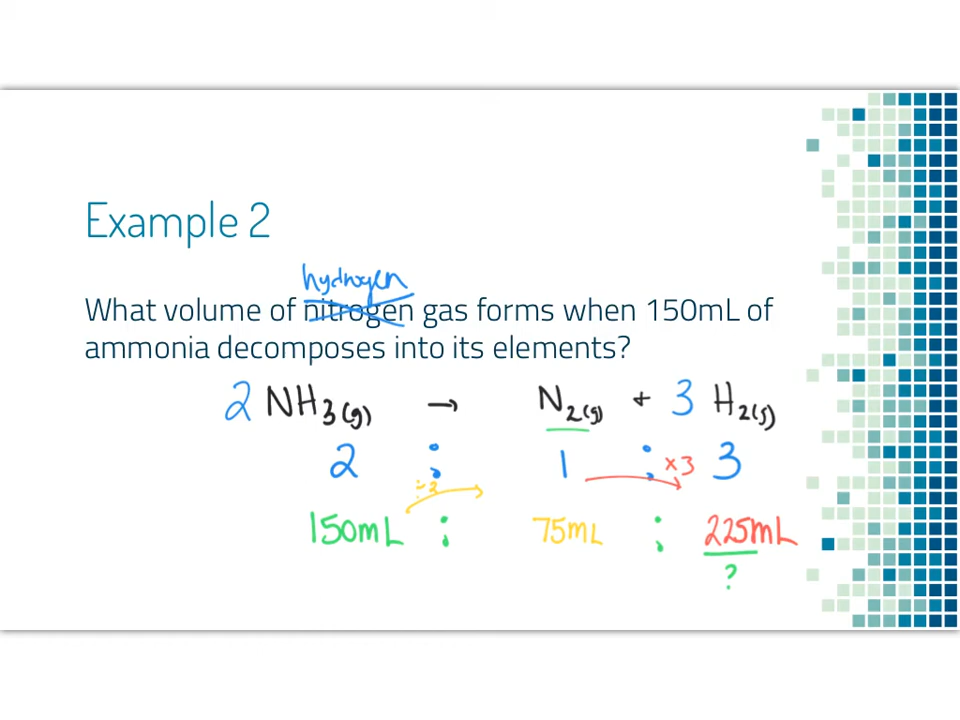 Example 2
hydrogen
What volume of nitrogen gas forms when 150mL of
ammonia decomposes into its elements?
2 NH3(g) → N2(g) + 3 H2(g)
2 : 1 : ×3 3
÷2
150mL : 75mL : 225mL
?